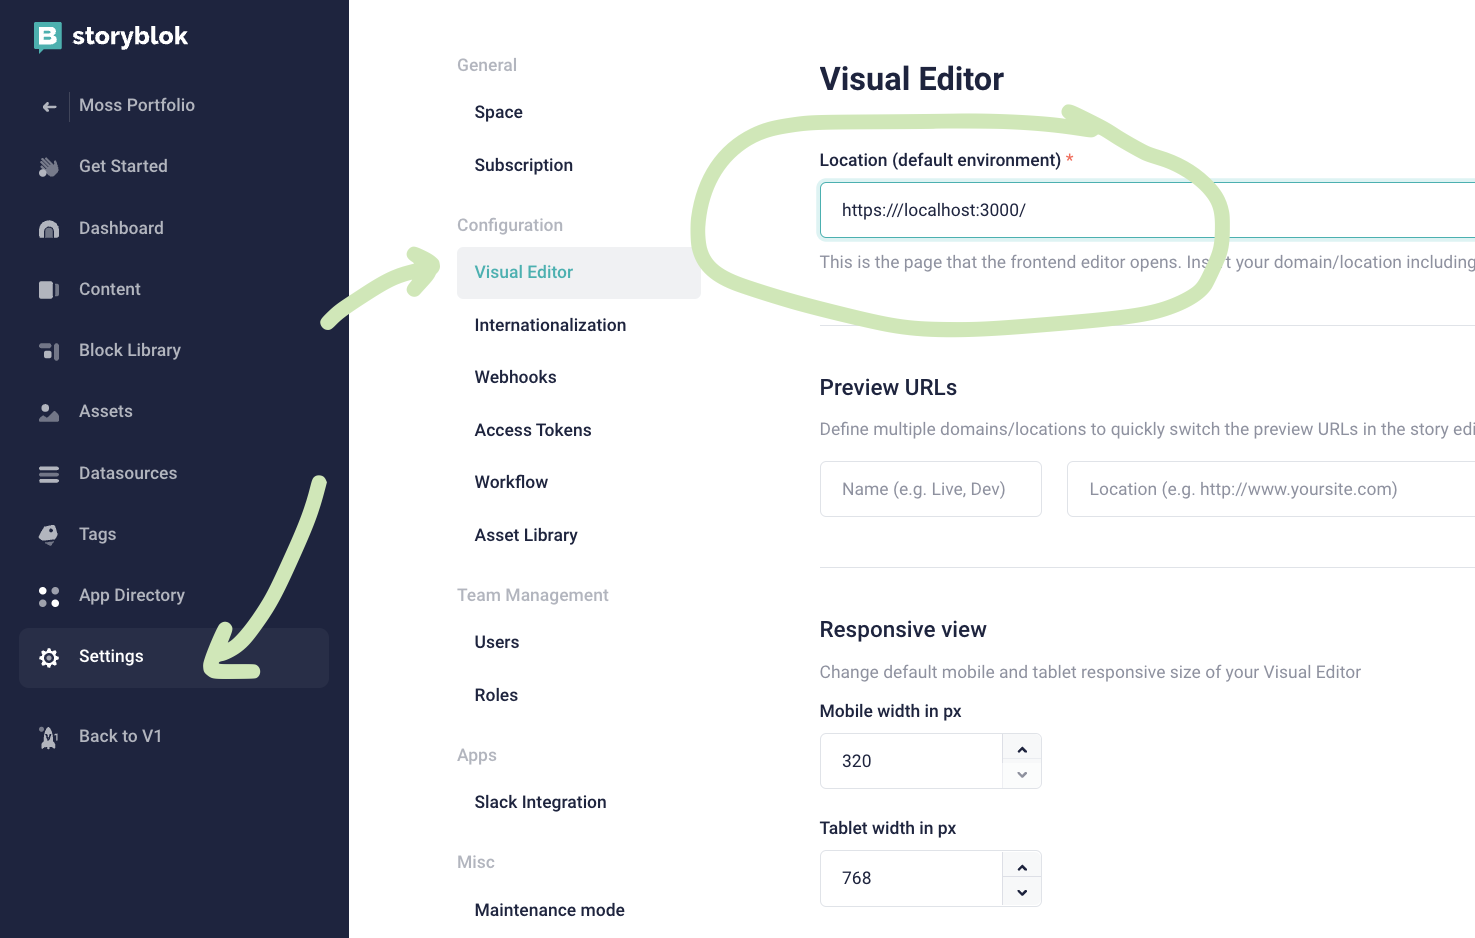 storyblok
Moss Portfolio
Get Started
Dashboard
Content
Block Library
Assets
Datasources
Tags
App Directory
Settings
Back to V1
General
Space
Subscription
Configuration
Visual Editor
Internationalization
Webhooks
Access Tokens
Workflow
Asset Library
Team Management
Users
Roles
Apps
Slack Integration
Misc
Maintenance mode
Visual Editor
Location (default environment) *
https:///localhost:3000/
This is the page that the frontend editor opens. Insert your domain/location including
Preview URLs
Define multiple domains/locations to quickly switch the preview URLs in the story edi
Name (e.g. Live, Dev)
Location (e.g. http://www.yoursite.com)
Responsive view
Change default mobile and tablet responsive size of your Visual Editor
Mobile width in px
320
Tablet width in px
768